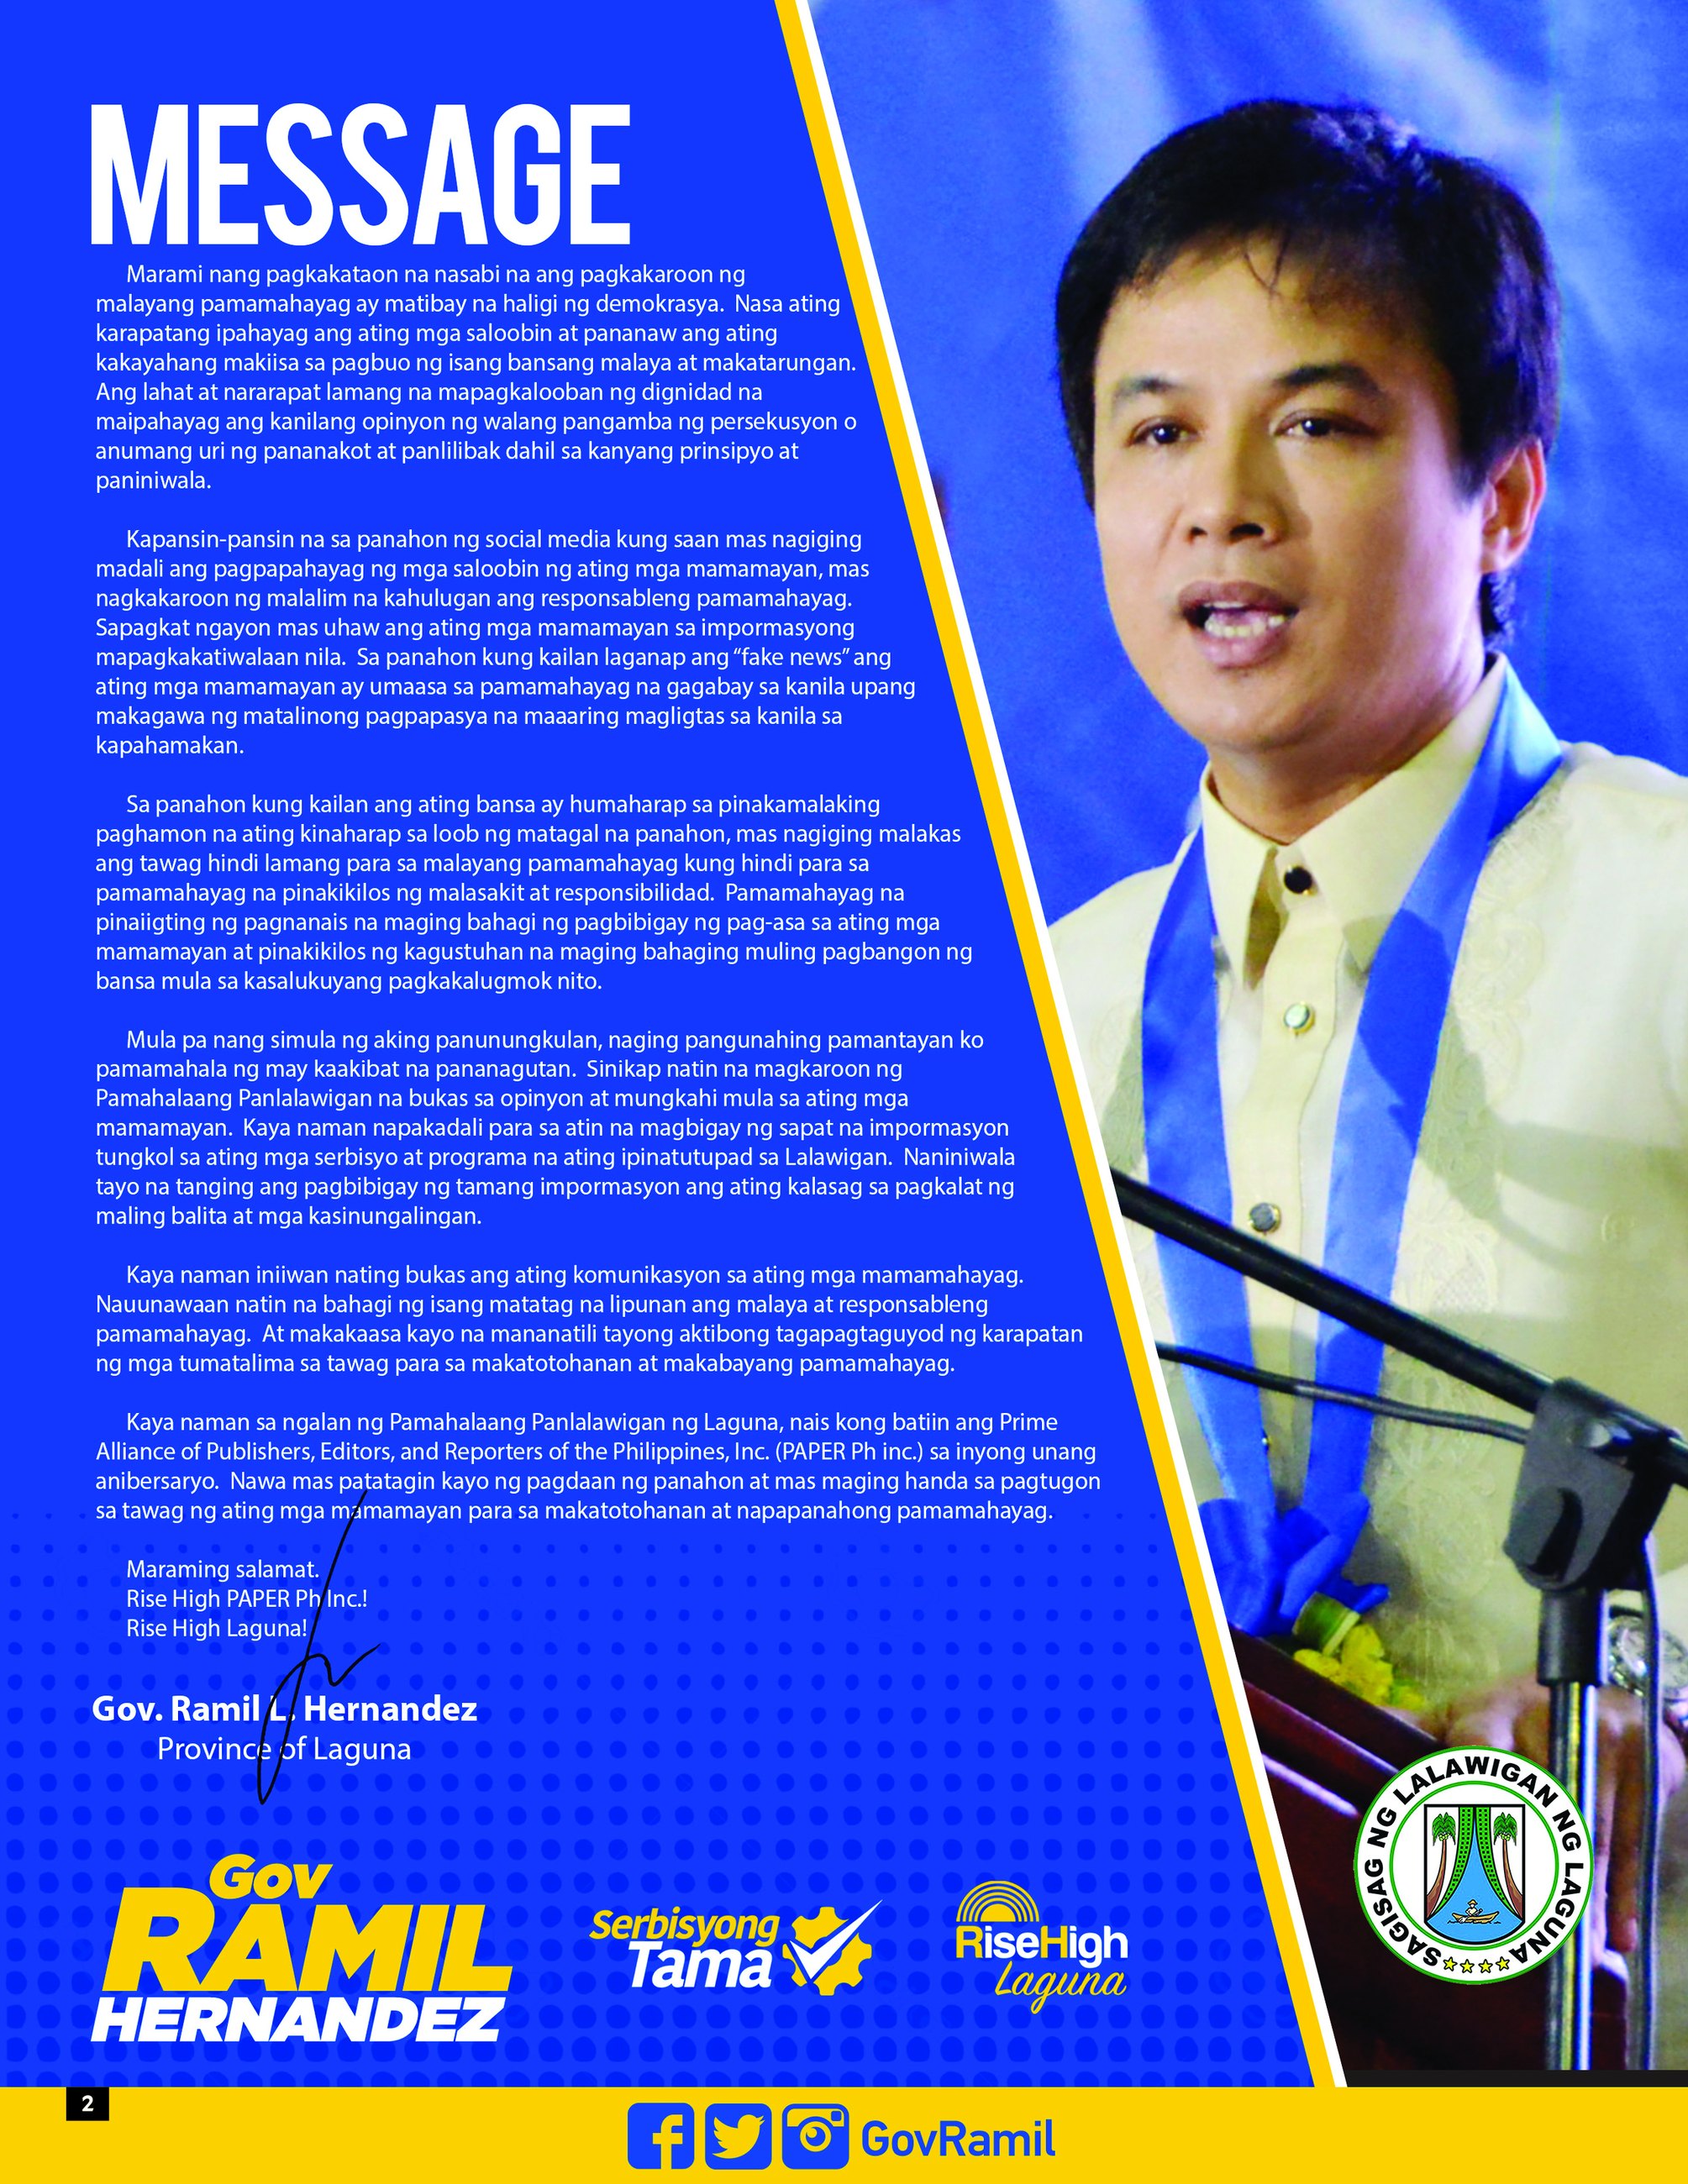 MESSAGE
Marami nang pagkakataon na nasabi na ang pagkakaroon ng
malayang pamamahayag ay matibay na haligi ng demokrasya.  Nasa ating
karapatang ipahayag ang ating mga saloobin at pananaw ang ating
kakayahang makiisa sa pagbuo ng isang bansang malaya at makatarungan.
Ang lahat at nararapat lamang na mapagkalooban ng dignidad na
maipahayag ang kanilang opinyon ng walang pangamba ng persekusyon o
anumang uri ng pananakot at panlilibak dahil sa kanyang prinsipyo at
paniniwala.
Kapansin-pansin na sa panahon ng social media kung saan mas nagiging
madali ang pagpapahayag ng mga saloobin ng ating mga mamamayan, mas
nagkakaroon ng malalim na kahulugan ang responsableng pamamahayag.
Sapagkat ngayon mas uhaw ang ating mga mamamayan sa impormasyong
mapagkakatiwalaan nila.  Sa panahon kung kailan laganap ang “fake news” ang
ating mga mamamayan ay umaasa sa pamamahayag na gagabay sa kanila upang
makagawa ng matalinong pagpapasya na maaaring magligtas sa kanila sa
kapahamakan.
Sa panahon kung kailan ang ating bansa ay humaharap sa pinakamalaking
paghamon na ating kinaharap sa loob ng matagal na panahon, mas nagiging malakas
ang tawag hindi lamang para sa malayang pamamahayag kung hindi para sa
pamamahayag na pinakikilos ng malasakit at responsibilidad.  Pamamahayag na
pinaiigting ng pagnanais na maging bahagi ng pagbibigay ng pag-asa sa ating mga
mamamayan at pinakikilos ng kagustuhan na maging bahaging muling pagbangon ng
bansa mula sa kasalukuyang pagkakalugmok nito.
Mula pa nang simula ng aking panunungkulan, naging pangunahing pamantayan ko
pamamahala ng may kaakibat na pananagutan.  Sinikap natin na magkaroon ng
Pamahalaang Panlalawigan na bukas sa opinyon at mungkahi mula sa ating mga
mamamayan.  Kaya naman napakadali para sa atin na magbigay ng sapat na impormasyon
tungkol sa ating mga serbisyo at programa na ating ipinatutupad sa Lalawigan.  Naniniwala
tayo na tanging ang pagbibigay ng tamang impormasyon ang ating kalasag sa pagkalat ng
maling balita at mga kasinungalingan.
Kaya naman iniiwan nating bukas ang ating komunikasyon sa ating mga mamamahayag.
Nauunawaan natin na bahagi ng isang matatag na lipunan ang malaya at responsableng
pamamahayag.  At makakaasa kayo na mananatili tayong aktibong tagapagtaguyod ng karapatan
ng mga tumatalima sa tawag para sa makatotohanan at makabayang pamamahayag.
Kaya naman sa ngalan ng Pamahalaang Panlalawigan ng Laguna, nais kong batiin ang Prime
Alliance of Publishers, Editors, and Reporters of the Philippines, Inc. (PAPER Ph inc.) sa inyong unang
anibersaryo.  Nawa mas patatagin kayo ng pagdaan ng panahon at mas maging handa sa pagtugon
sa tawag ng ating mga mamamayan para sa makatotohanan at napapanahong pamamahayag.
Maraming salamat.
Rise High PAPER Ph Inc.!
Rise High Laguna!
Gov. Ramil L. Hernandez
Province of Laguna
Gov
RAMIL
HERNANDEZ
Serbisyong
Tama
RiseHigh
Laguna
SAGISAG NG LALAWIGAN NG LAGUNA
2
GovRamil